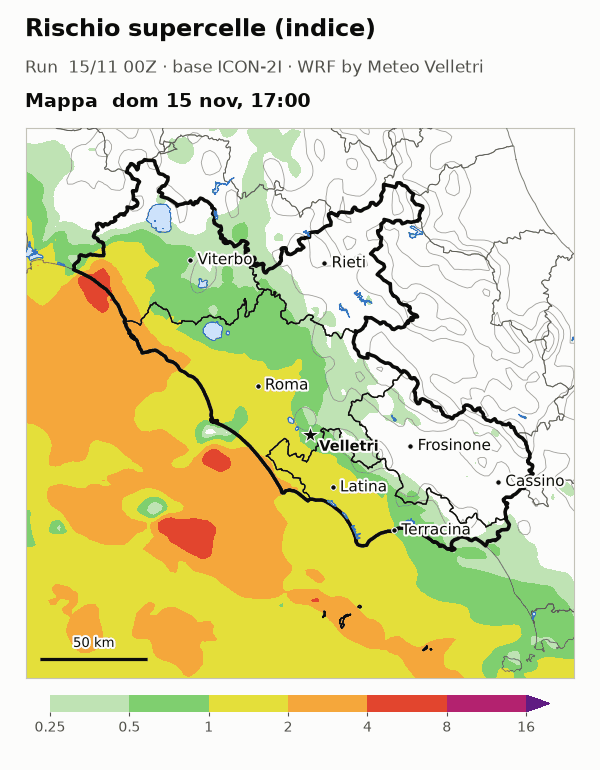 Rischio supercelle (indice)
Run  15/11 00Z · base ICON-2I · WRF by Meteo Velletri
Mappa  dom 15 nov, 17:00
Viterbo
Rieti
Roma
Velletri
Frosinone
Cassino
Latina
Terracina
50 km
0.25 0.5 1 2 4 8 16